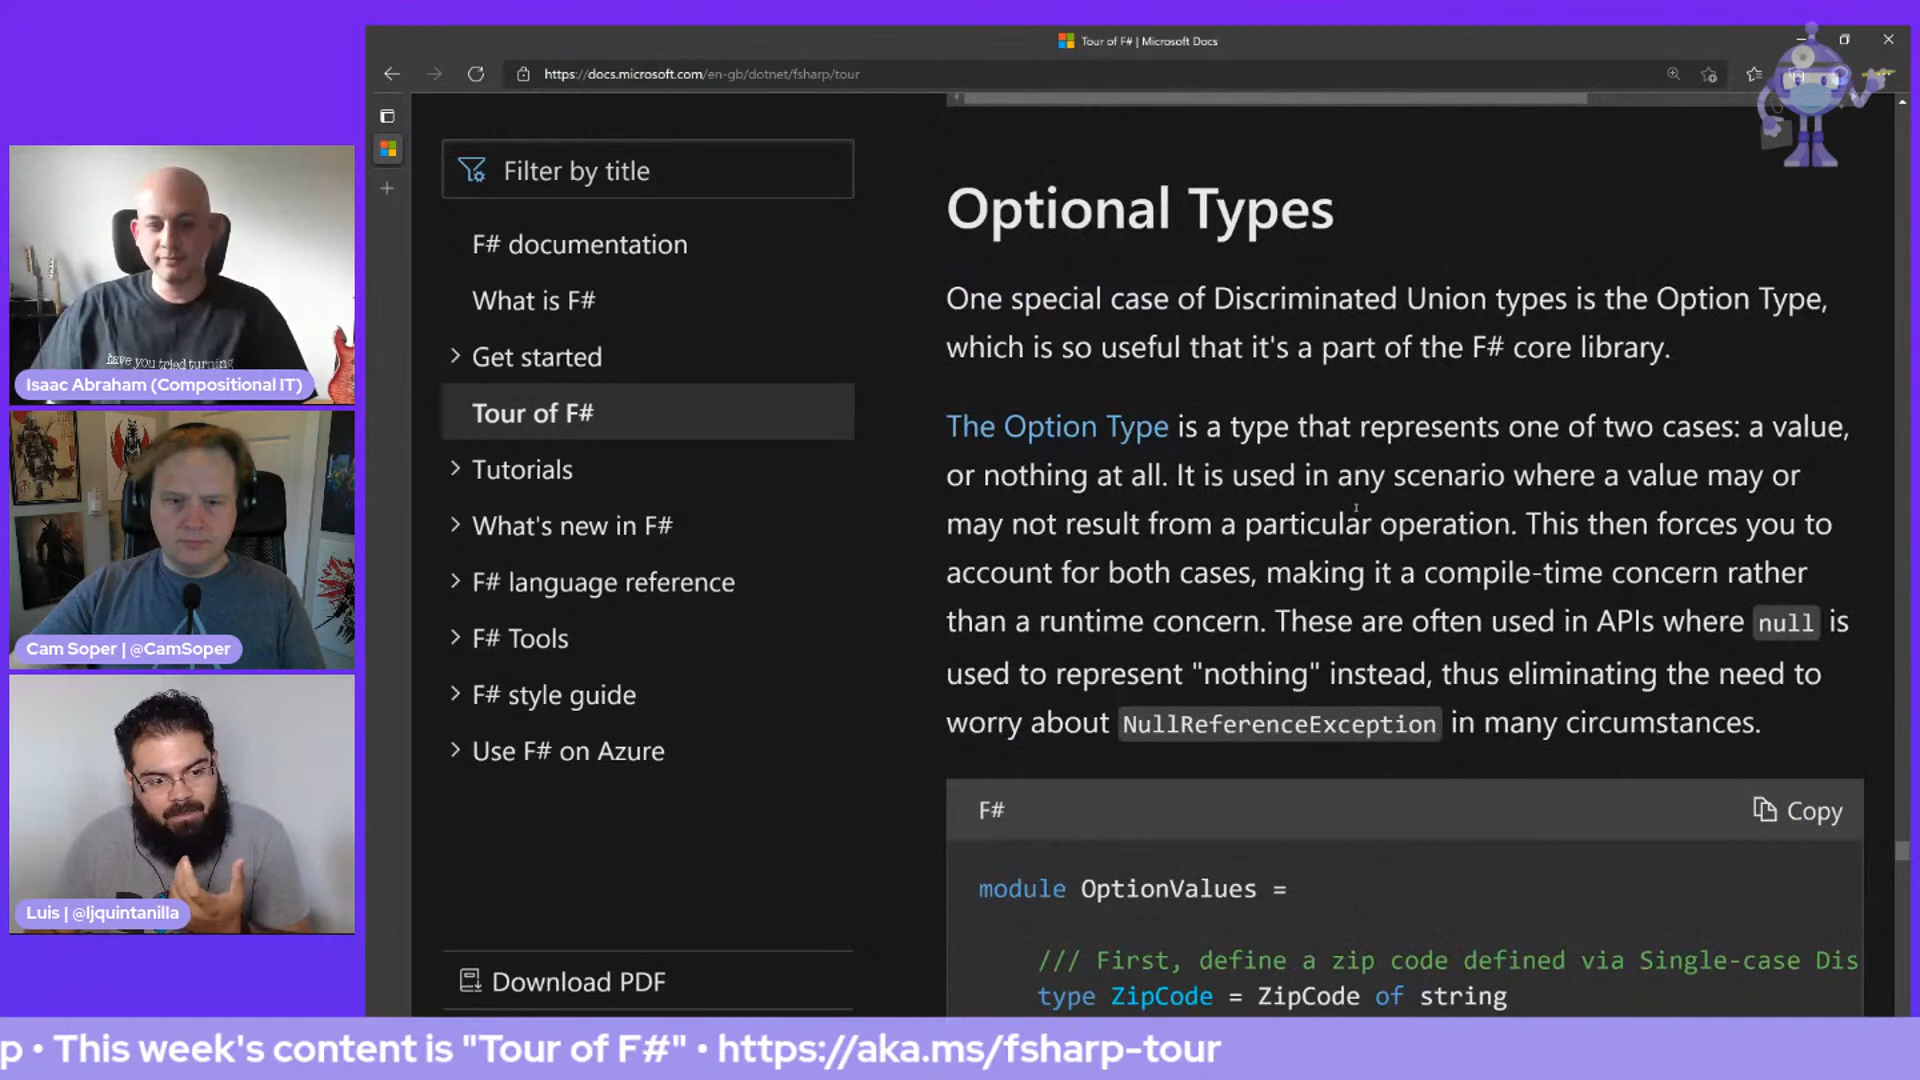 Tour of F# | Microsoft Docs
https://docs.microsoft.com/en-gb/dotnet/fsharp/tour
Filter by title
F# documentation
What is F#
Get started
Tour of F#
Tutorials
What's new in F#
F# language reference
F# Tools
F# style guide
Use F# on Azure
Download PDF
Optional Types
One special case of Discriminated Union types is the Option Type,
which is so useful that it's a part of the F# core library.
The Option Type is a type that represents one of two cases: a value,
or nothing at all. It is used in any scenario where a value may or
may not result from a particular operation. This then forces you to
account for both cases, making it a compile-time concern rather
than a runtime concern. These are often used in APIs where null is
used to represent "nothing" instead, thus eliminating the need to
worry about NullReferenceException in many circumstances.
F#
Copy
module OptionValues =
/// First, define a zip code defined via Single-case Dis
type ZipCode = ZipCode of string
have you tried turning
Isaac Abraham (Compositional IT)
Cam Soper | @CamSoper
Luis | @ljquintanilla
p • This week's content is "Tour of F#" • https://aka.ms/fsharp-tour